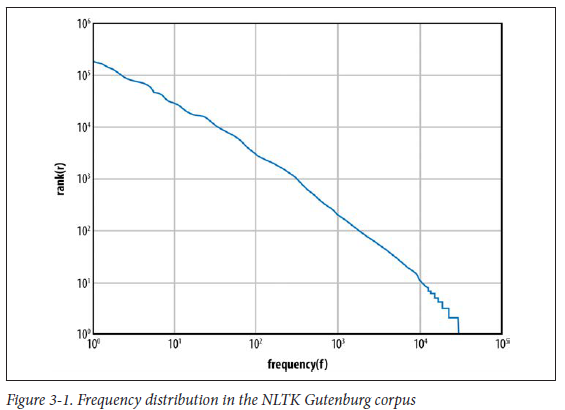 10⁶
10⁵
10⁴
10³
10²
10¹
10⁰
rank(r)
10⁰ 10¹ 10² 10³ 10⁴ 10⁵
frequency(f)
Figure 3-1. Frequency distribution in the NLTK Gutenburg corpus